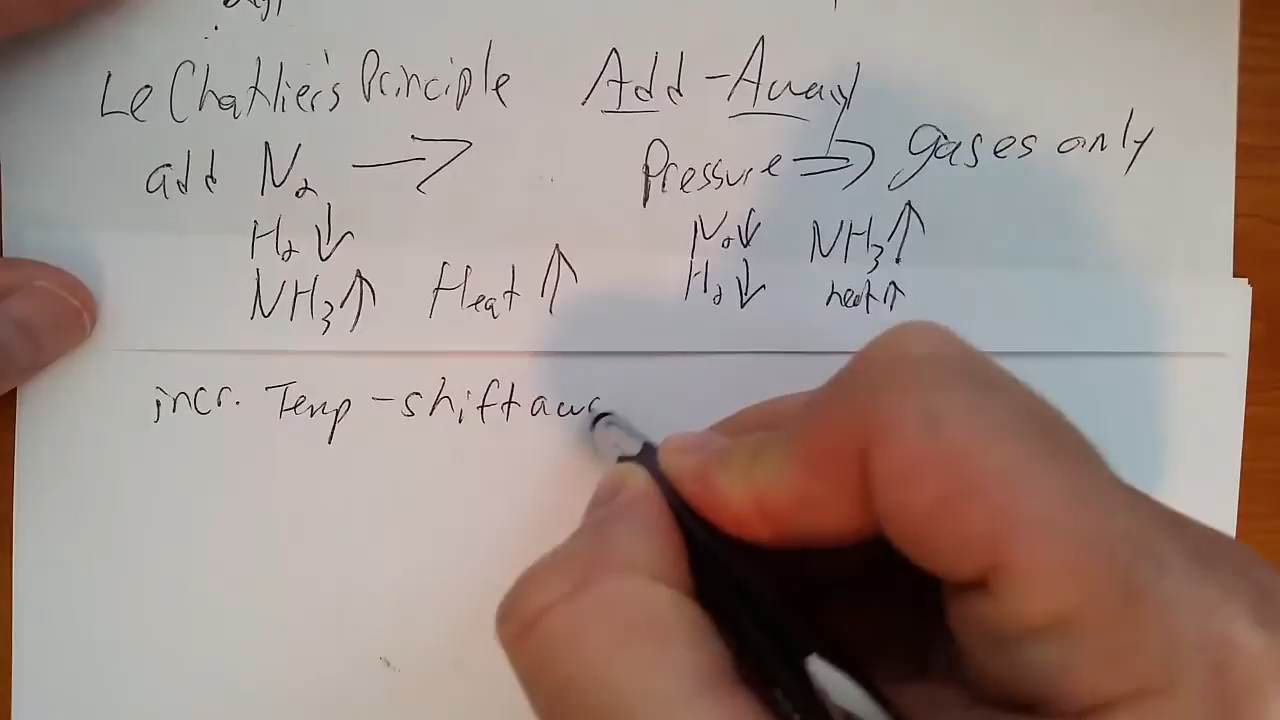 Le Chatlier's Principle Add - Away
add N₂ → Pressure → gases only
H₂ ↓ N₂ ↓ NH₃ ↑
NH₃ ↑ Heat ↑ H₂ ↓ heat ↑
incr. Temp - shift awa